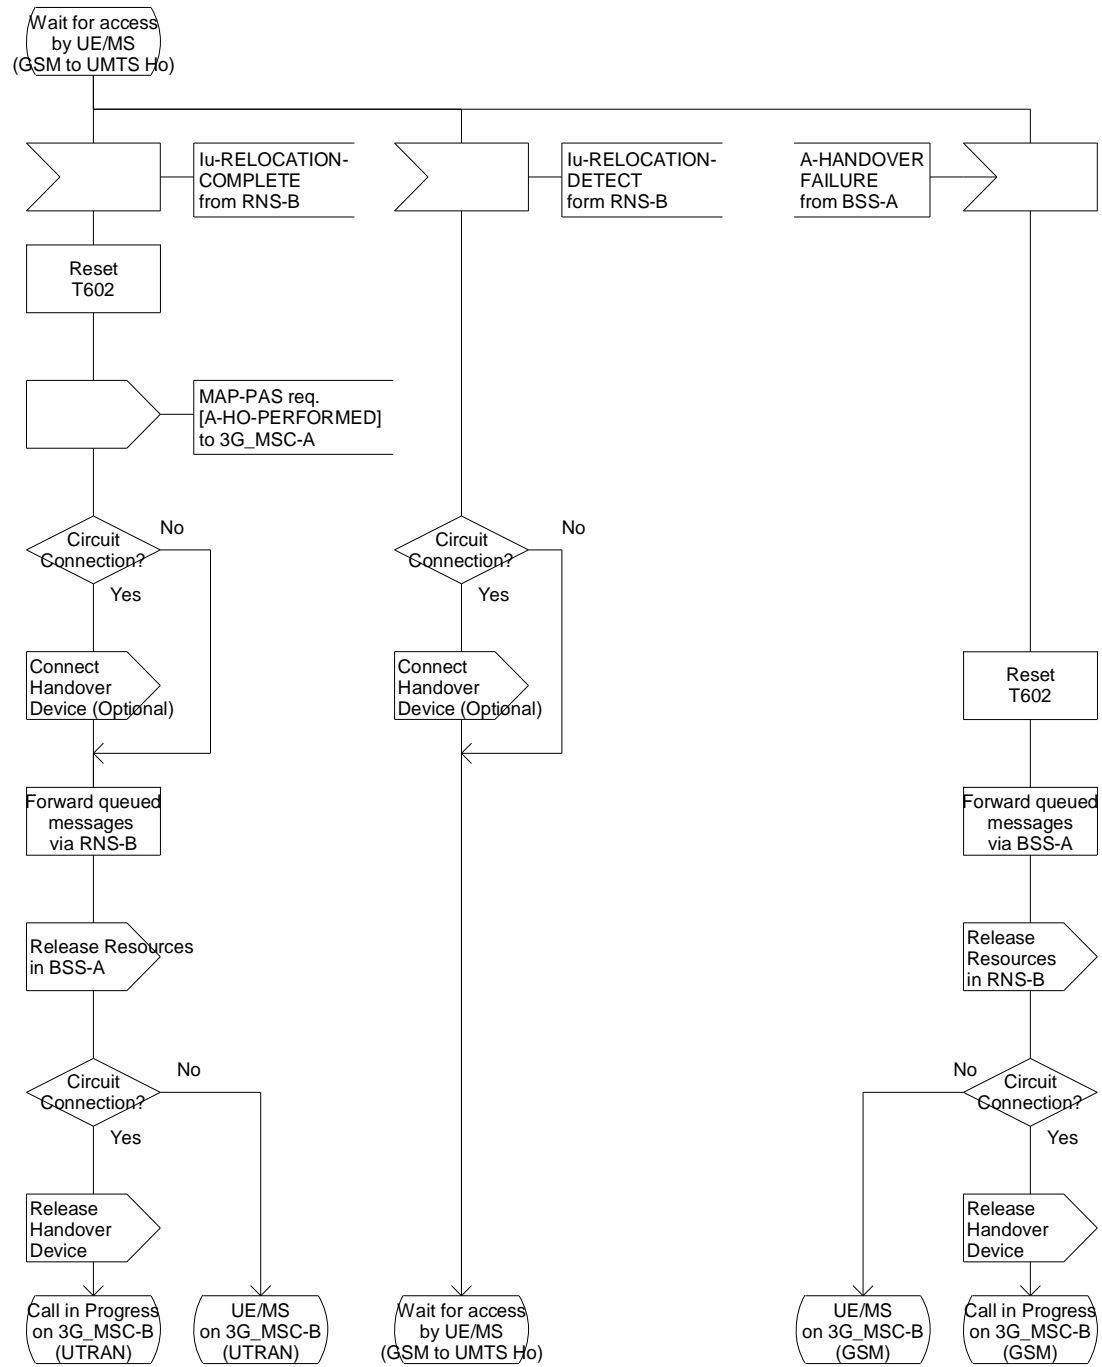 Wait for access
by UE/MS
(GSM to UMTS Ho)
Iu-RELOCATION-
COMPLETE
from RNS-B
Iu-RELOCATION-
DETECT
form RNS-B
A-HANDOVER
FAILURE
from BSS-A
Reset
T602
MAP-PAS req.
[A-HO-PERFORMED]
to 3G_MSC-A
Circuit
Connection?
No
Yes
Circuit
Connection?
No
Yes
Connect
Handover
Device (Optional)
Connect
Handover
Device (Optional)
Reset
T602
Forward queued
messages
via RNS-B
Forward queued
messages
via BSS-A
Release Resources
in BSS-A
Release
Resources
in RNS-B
Circuit
Connection?
No
Yes
No
Circuit
Connection?
Yes
Release
Handover
Device
Release
Handover
Device
Call in Progress
on 3G_MSC-B
(UTRAN)
UE/MS
on 3G_MSC-B
(UTRAN)
Wait for access
by UE/MS
(GSM to UMTS Ho)
UE/MS
on 3G_MSC-B
(GSM)
Call in Progress
on 3G_MSC-B
(GSM)